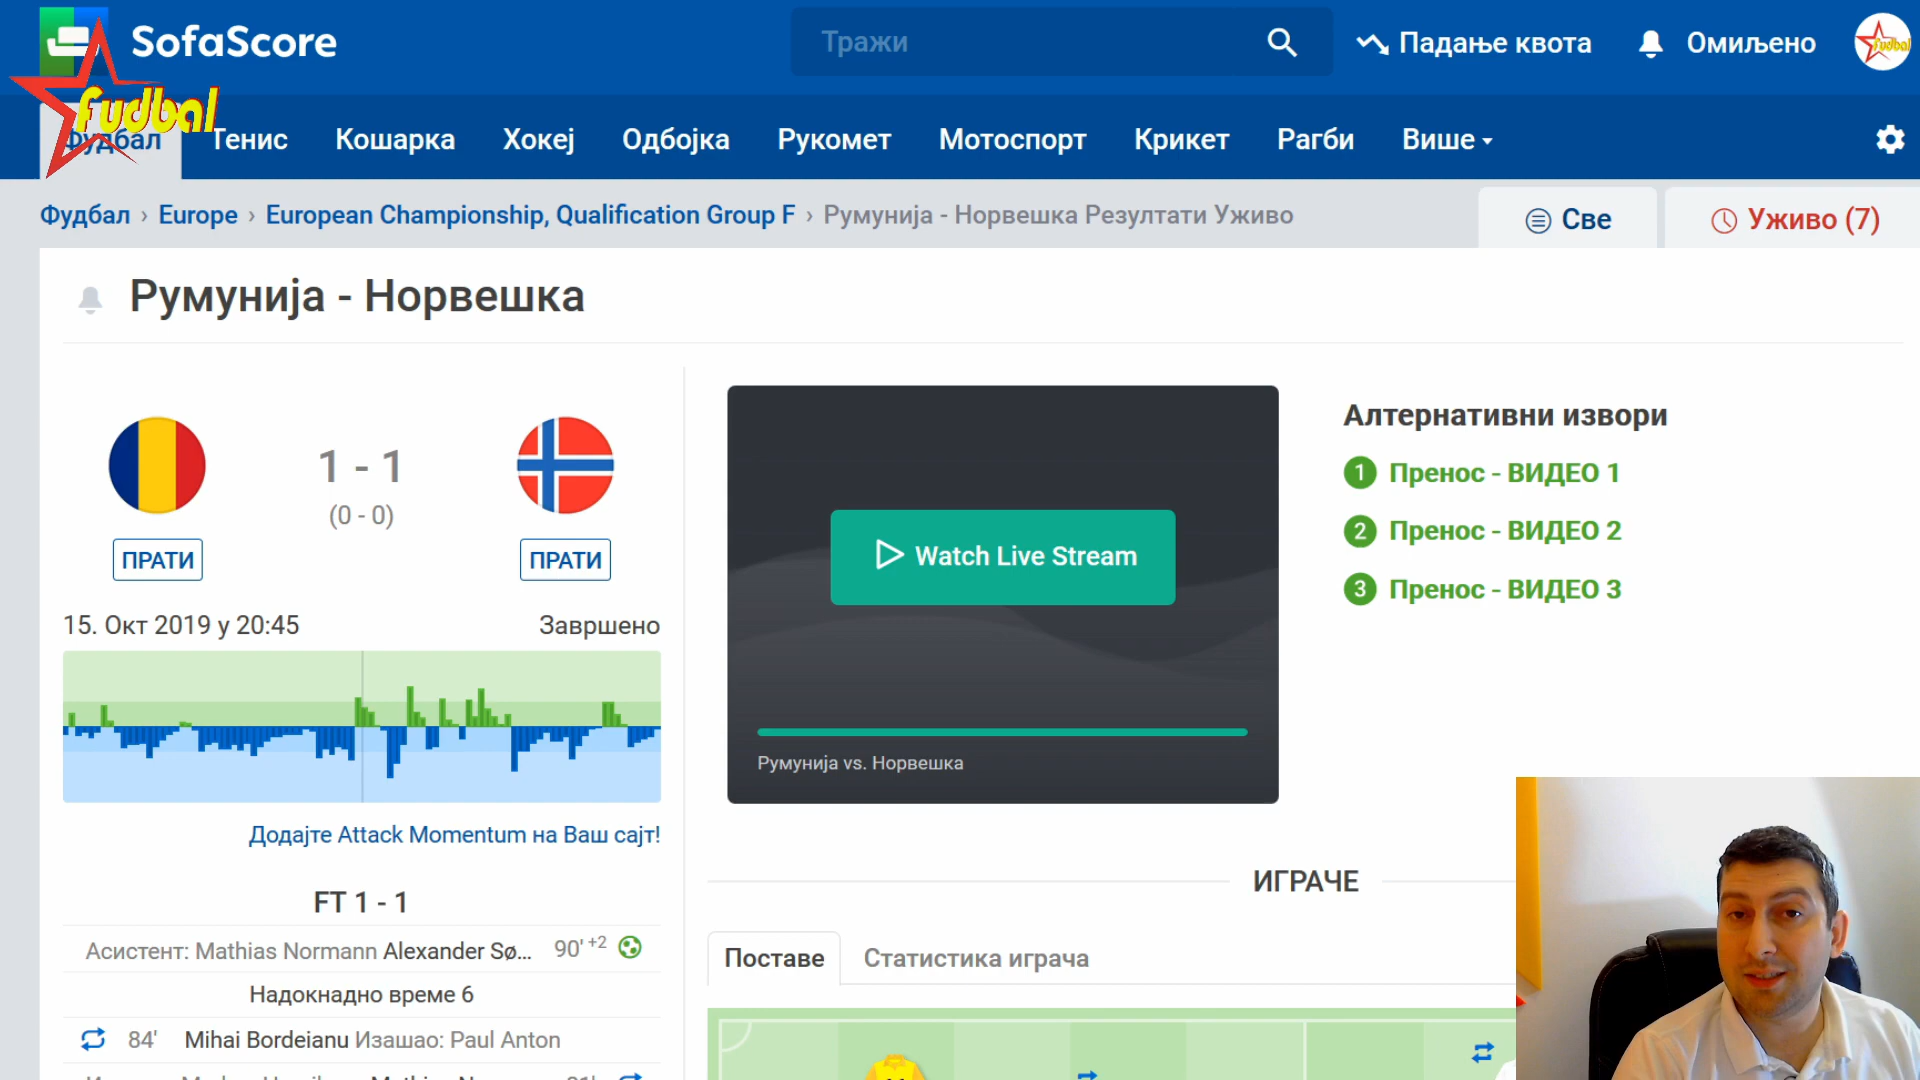 SofaScore
Тражи
Падање квота
Омиљено
fudbal
fudbal
Фудбал
Тенис
Кошарка
Хокеј
Одбојка
Рукомет
Мотоспорт
Крикет
Рагби
Више
Фудбал › Europe › European Championship, Qualification Group F › Румунија - Норвешка Резултати Уживо
Све
Уживо (7)
Румунија - Норвешка
1 - 1
(0 - 0)
ПРАТИ
ПРАТИ
15. Окт 2019 у 20:45
Завршено
Додајте Attack Momentum на Ваш сајт!
FT 1 - 1
Асистент: Mathias Normann Alexander Sø... 90' +2
Надокнадно време 6
84' Mihai Bordeianu Изашао: Paul Anton
Watch Live Stream
Румунија vs. Норвешка
Алтернативни извори
1 Пренос - ВИДЕО 1
2 Пренос - ВИДЕО 2
3 Пренос - ВИДЕО 3
ИГРАЧЕ
Поставе
Статистика играча